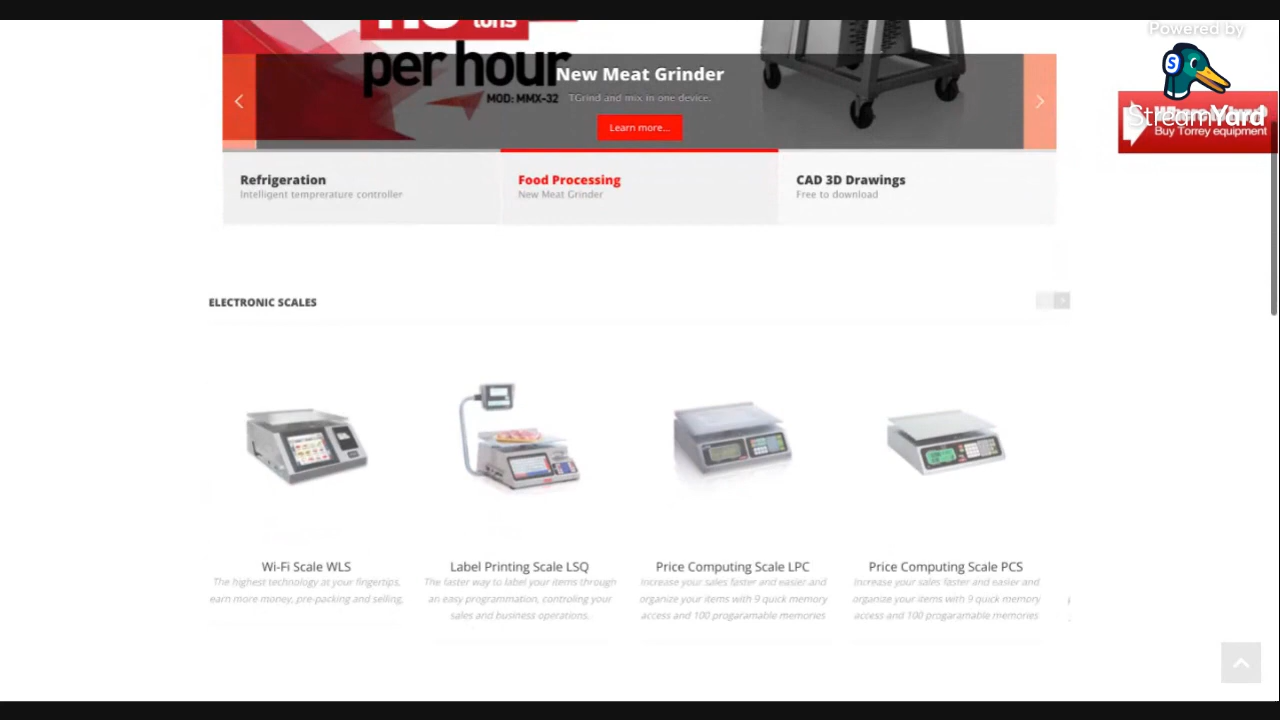 tons
per hour
MOD: MMX-32
New Meat Grinder
TGrind and mix in one device.
Learn more...
Powered by
StreamYard
Buy Torrey equipment
Refrigeration
Intelligent temprerature controller
Food Processing
New Meat Grinder
CAD 3D Drawings
Free to download
ELECTRONIC SCALES
Wi-Fi Scale WLS
The highest technology at your fingertips,
earn more money, pre-packing and selling,
Label Printing Scale LSQ
The faster way to label your items through
an easy programmation, controling your
sales and business operations,
Price Computing Scale LPC
Increase your sales faster and easier and
organize your items with 9 quick memory
access and 100 programable memories
Price Computing Scale PCS
Increase your sales faster and easier and
organize your items with 9 quick memory
access and 100 progaramable memories